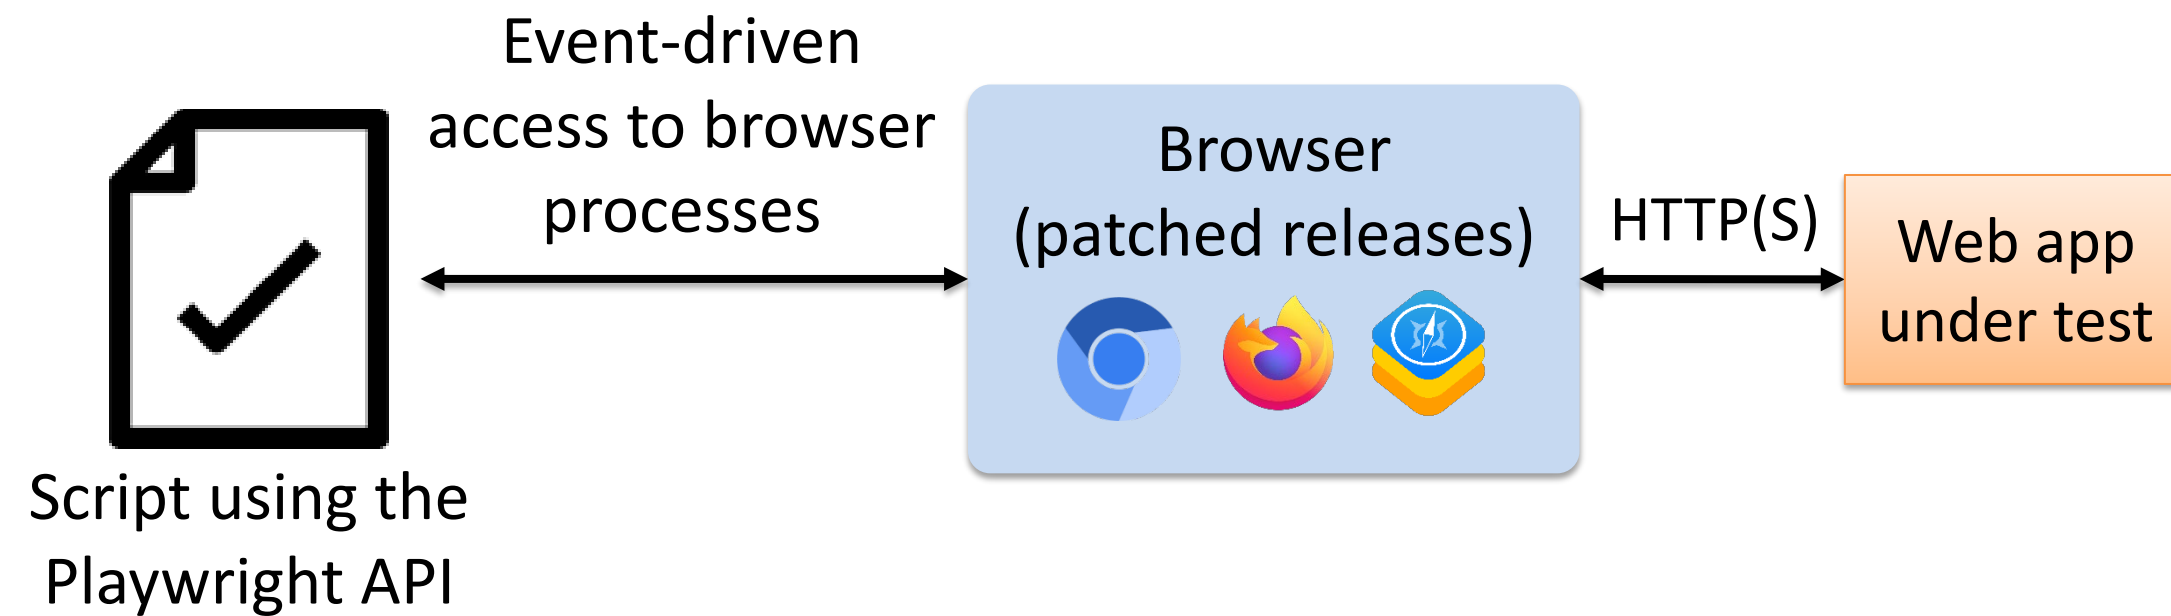 Event-driven
access to browser
processes
Browser
(patched releases)
HTTP(S)
Web app
under test
Script using the
Playwright API